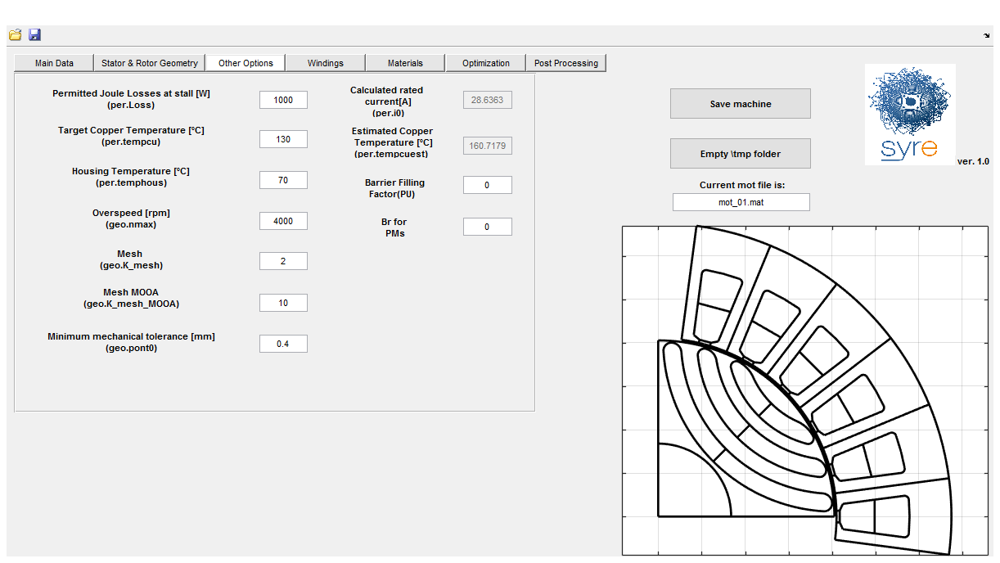 Main Data
Stator & Rotor Geometry
Other Options
Windings
Materials
Optimization
Post Processing
Permitted Joule Losses at stall [W]
(per.Loss)
1000
Target Copper Temperature [°C]
(per.tempcu)
130
Housing Temperature [°C]
(per.temphous)
70
Overspeed [rpm]
(geo.nmax)
4000
Mesh
(geo.K_mesh)
2
Mesh MOOA
(geo.K_mesh_MOOA)
10
Minimum mechanical tolerance [mm]
(geo.pont0)
0.4
Calculated rated
current[A]
(per.i0)
28.6363
Estimated Copper
Temperature [°C]
(per.tempcuest)
160.7179
Barrier Filling
Factor(PU)
0
Br for
PMs
0
Save machine
Empty \tmp folder
Current mot file is:
mot_01.mat
syre
ver. 1.0